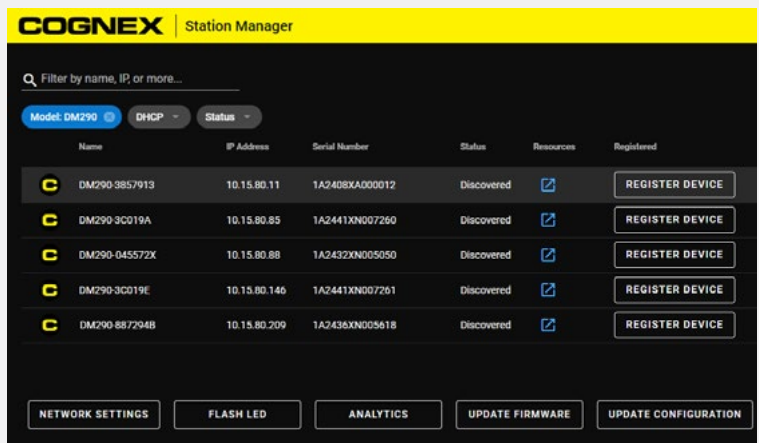 COGNEX Station Manager
Filter by name, IP, or more...
Model: DM290 DHCP Status
Name IP Address Serial Number Status Resources Registered
C DM290-3857913 10.15.80.11 1A2408XA000012 Discovered REGISTER DEVICE
C DM290-3C019A 10.15.80.85 1A2441XN007260 Discovered REGISTER DEVICE
C DM290-045572X 10.15.80.88 1A2432XN005050 Discovered REGISTER DEVICE
C DM290-3C019E 10.15.80.146 1A2441XN007261 Discovered REGISTER DEVICE
C DM290-887294B 10.15.80.209 1A2436XN005618 Discovered REGISTER DEVICE
NETWORK SETTINGS FLASH LED ANALYTICS UPDATE FIRMWARE UPDATE CONFIGURATION